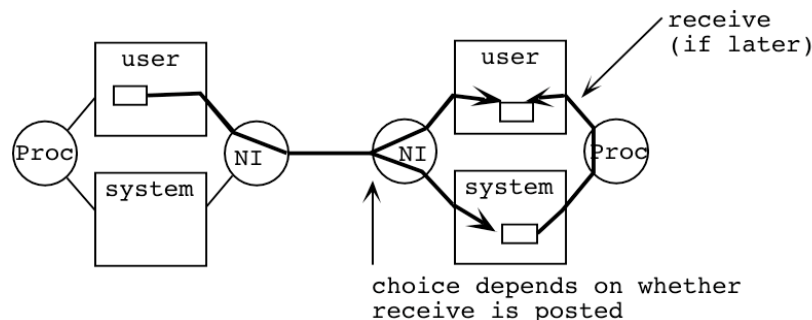 receive
(if later)
user
user
Proc
NI
NI
Proc
system
system
choice depends on whether
receive is posted